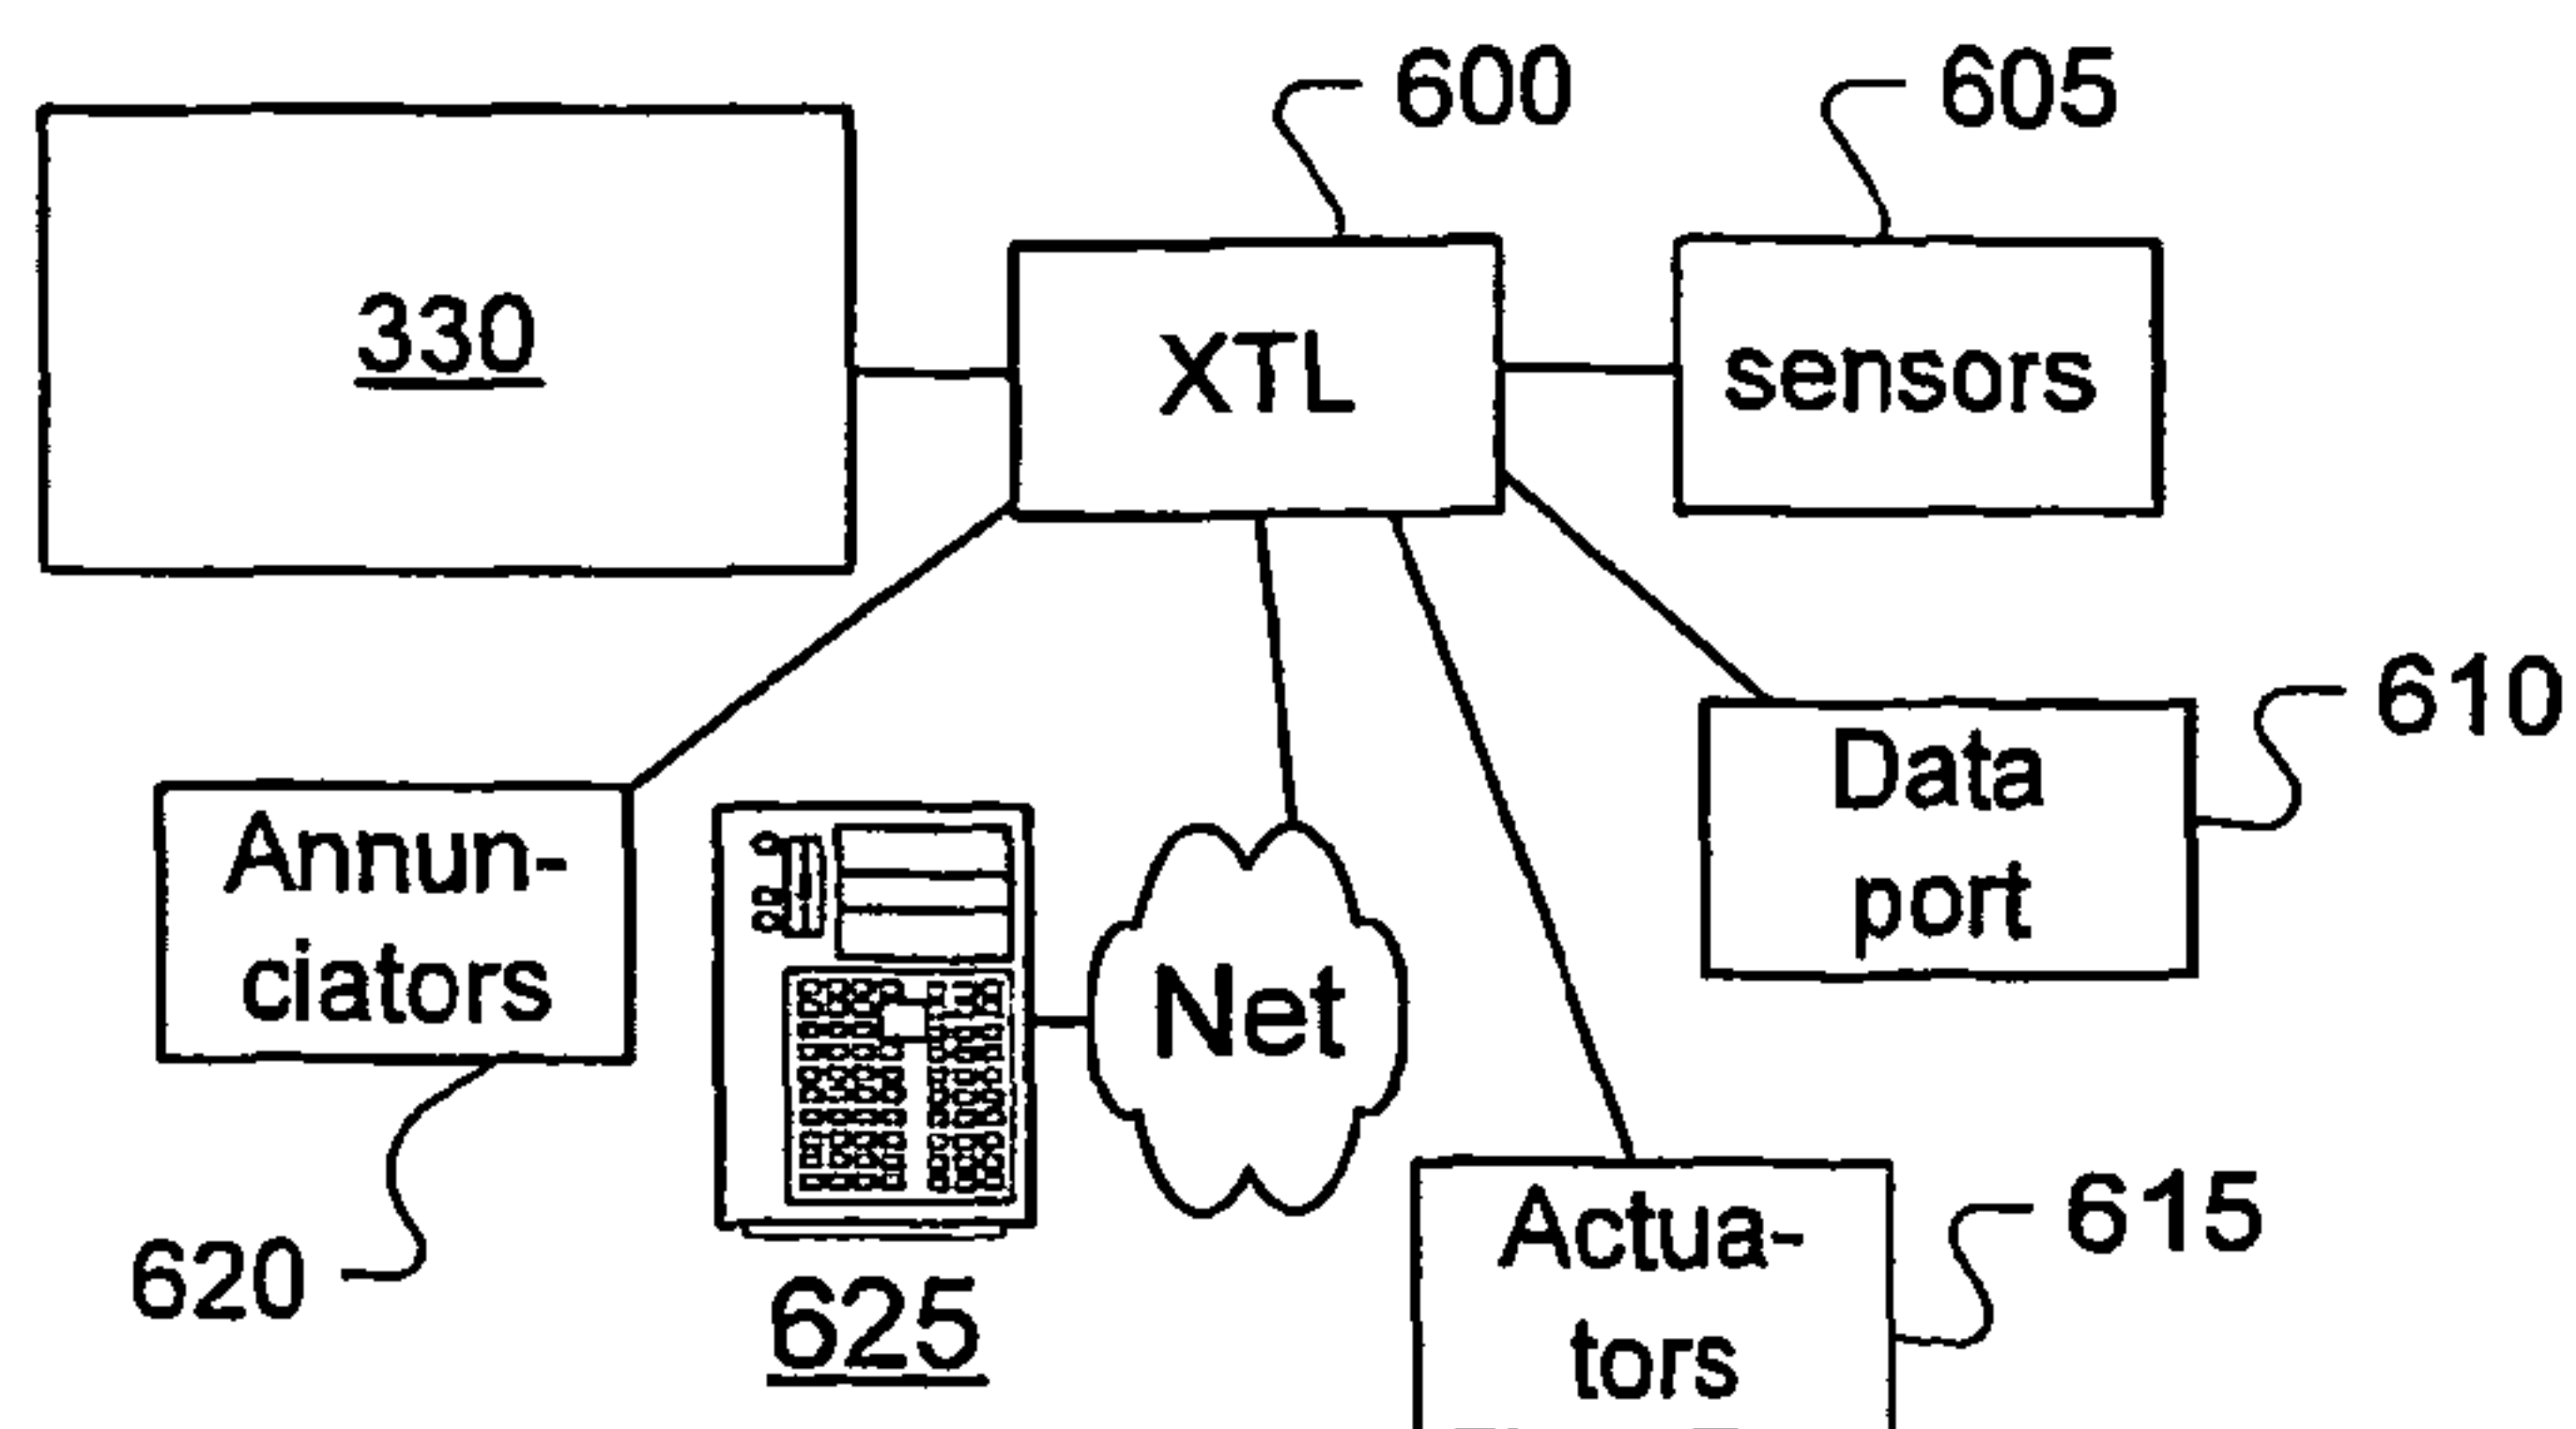 600
605
330
XTL
sensors
610
Data
port
Annun-
ciators
Net
615
Actua-
tors
620
625